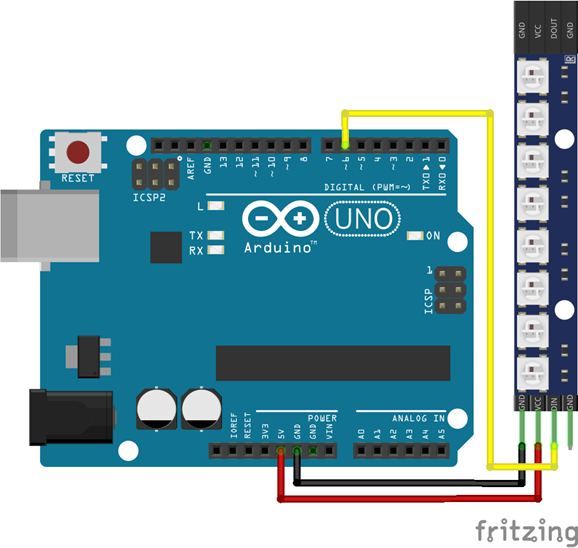 GND VCC DOUT GND
R
RESET
AREF GND 13 12 ~11 ~10 ~9 8 7 ~6 ~5 4 ~3 2 TXD▶1 RXD◀0
DIGITAL (PWM=~)
ICSP2
L
TX
RX
UNO
Arduino™
ON
1
ICSP
POWER
ANALOG IN
IOREF RESET 3V3 5V GND GND VIN A0 A1 A2 A3 A4 A5
GND VCC DIN GND
fritzing